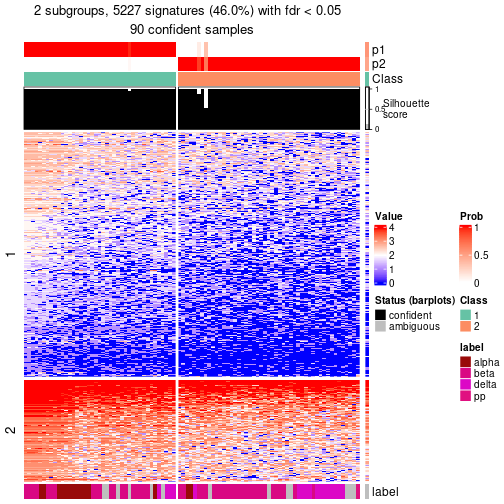 2 subgroups, 5227 signatures (46.0%) with fdr < 0.05
90 confident samples
p1
p2
Class
1
0.5
0
Silhouette
score
1
2
label
Value
4
3
2
1
0
Prob
1
0.5
0
Status (barplots)
confident
ambiguous
Class
1
2
label
alpha
beta
delta
pp